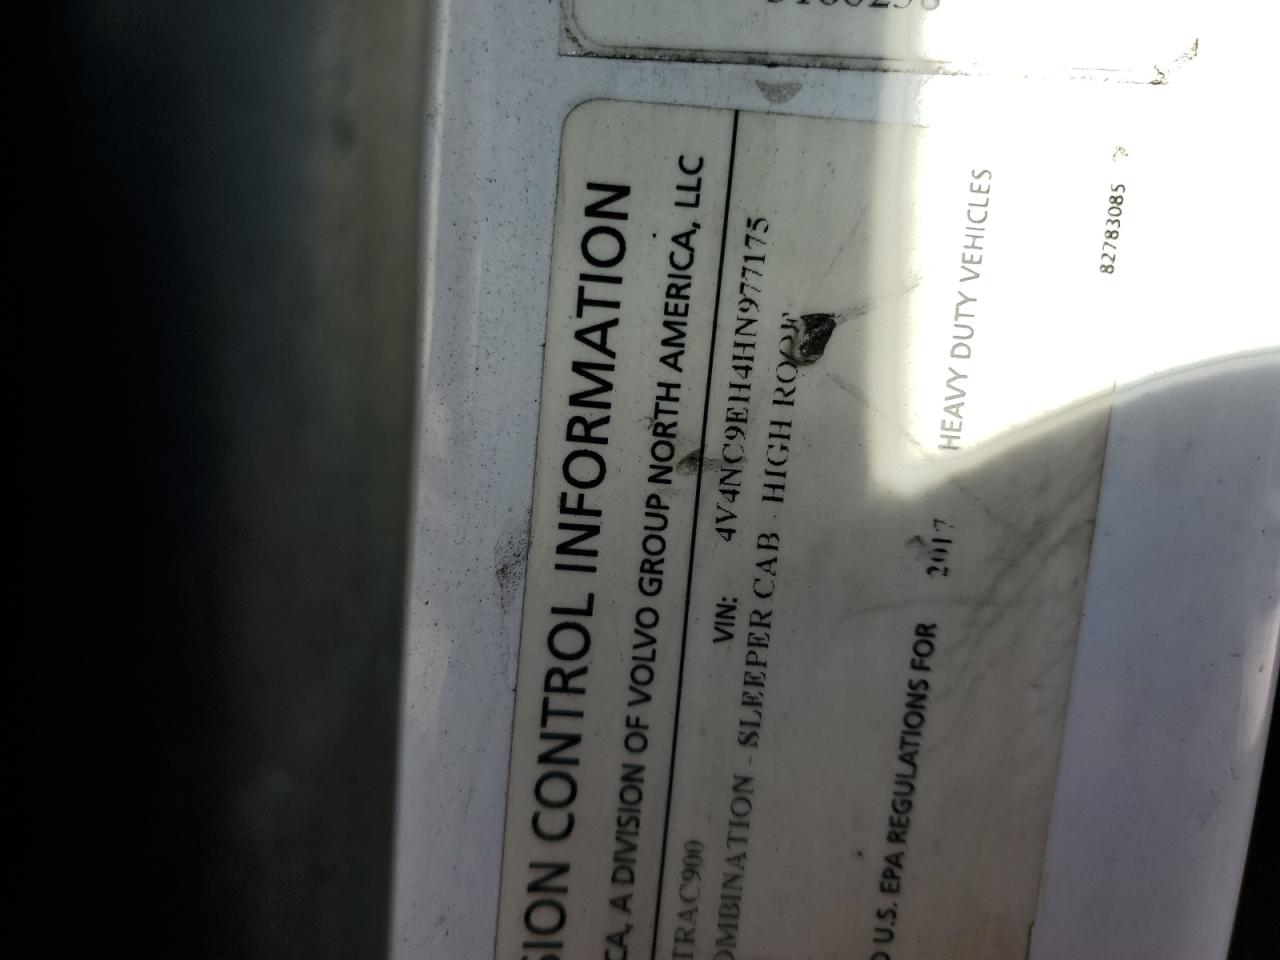 SION CONTROL INFORMATION
CA, A DIVISION OF VOLVO GROUP NORTH AMERICA, LLC
TRAC900 VIN: 4V4NC9EH4HN977175
OMBINATION - SLEEPER CAB - HIGH ROOF
O U.S. EPA REGULATIONS FOR 2017 HEAVY DUTY VEHICLES
82783085